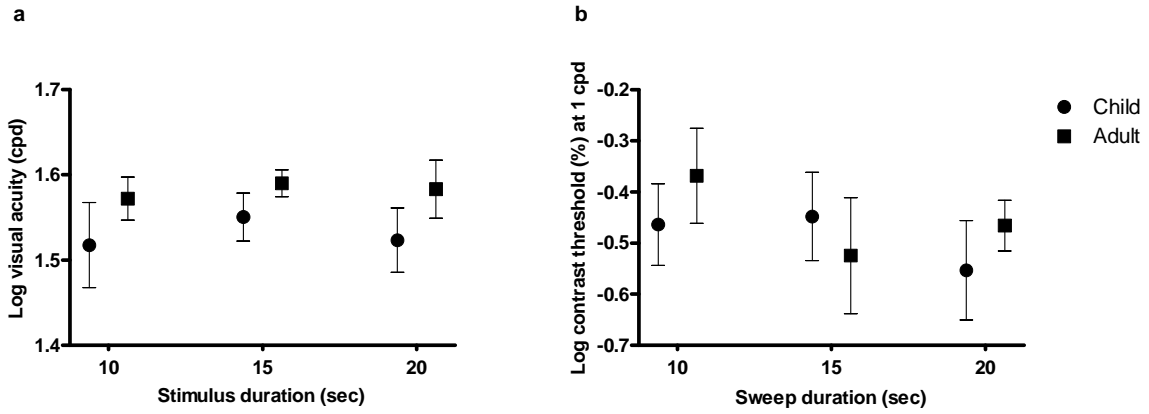 a
Log visual acuity (cpd)
1.7
1.6
1.5
1.4
10 15 20
Stimulus duration (sec)
b
Log contrast threshold (%) at 1 cpd
-0.2
-0.3
-0.4
-0.5
-0.6
-0.7
10 15 20
Sweep duration (sec)
Child
Adult